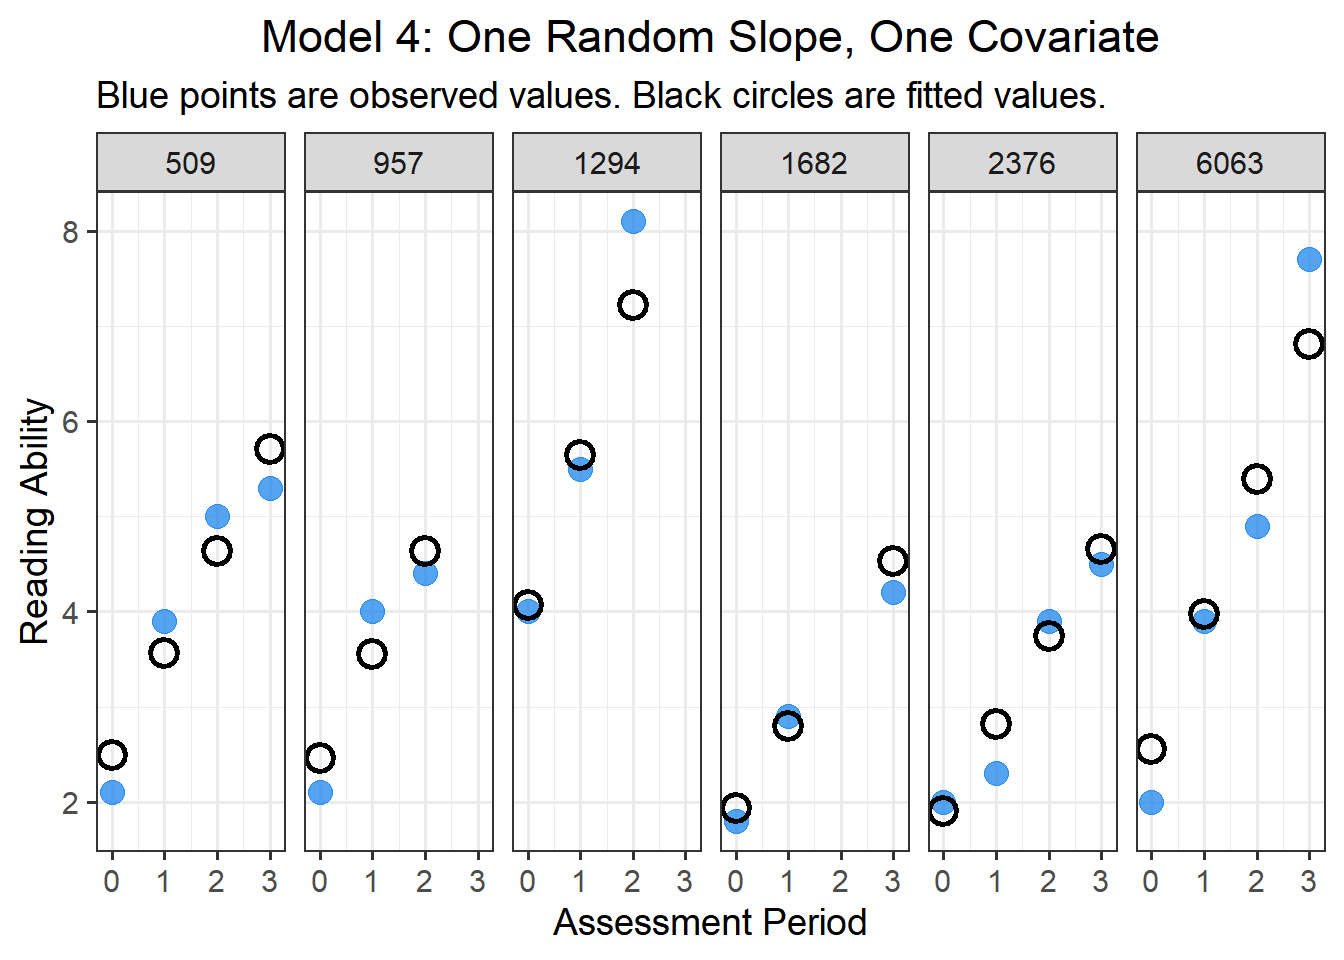 Model 4: One Random Slope, One Covariate
Blue points are observed values. Black circles are fitted values.
509 957 1294 1682 2376 6063
8
6
4
2
Reading Ability
0 1 2 3 0 1 2 3 0 1 2 3 0 1 2 3 0 1 2 3 0 1 2 3
Assessment Period